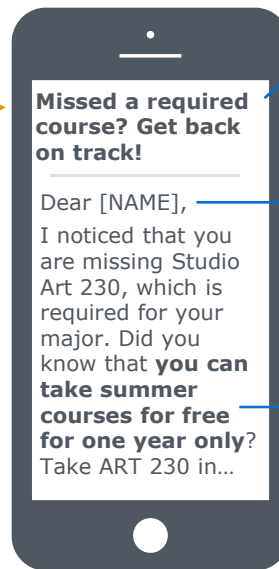 Missed a required
course? Get back
on track!
Dear [NAME],
I noticed that you
are missing Studio
Art 230, which is
required for your
major. Did you
know that you can
take summer
courses for free
for one year only?
Take ART 230 in…